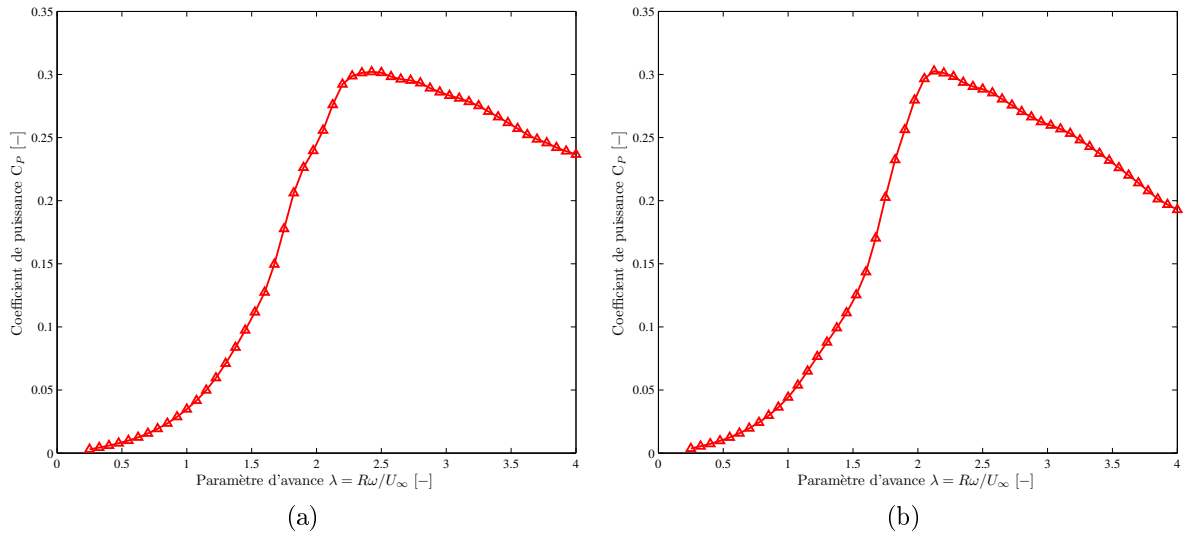 0.35
0.3
0.25
0.2
0.15
0.1
0.05
0
Coefficient de puissance C_P [−]
0 0.5 1 1.5 2 2.5 3 3.5 4
Paramètre d'avance λ = Rω/U∞ [−]
(a)
0.35
0.3
0.25
0.2
0.15
0.1
0.05
0
Coefficient de puissance C_P [−]
0 0.5 1 1.5 2 2.5 3 3.5 4
Paramètre d'avance λ = Rω/U∞ [−]
(b)